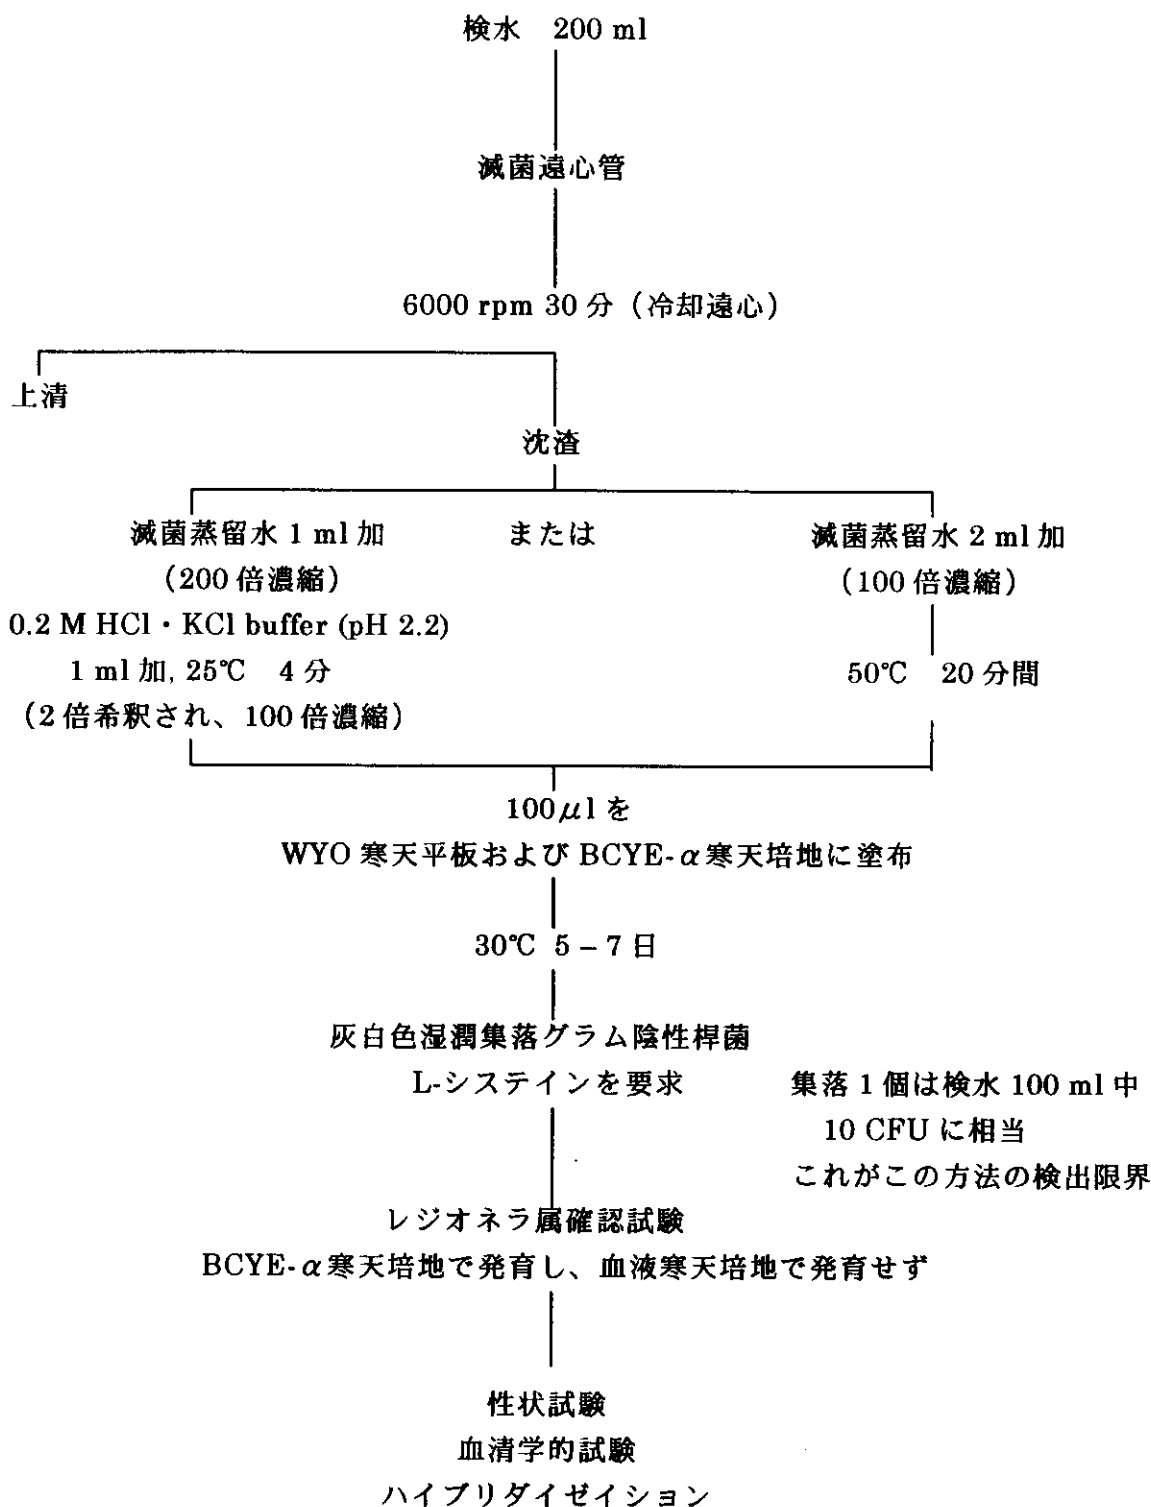 検水 200 ml
滅菌遠心管
6000 rpm 30 分（冷却遠心）
上清
沈渣
滅菌蒸留水 1 ml 加
（200 倍濃縮）
0.2 M HCl・KCl buffer (pH 2.2)
1 ml 加, 25℃ 4 分
（2 倍希釈され、100 倍濃縮）
または
滅菌蒸留水 2 ml 加
（100 倍濃縮）
50℃ 20 分間
100μl を
WYO 寒天平板および BCYE-α寒天培地に塗布
30℃ 5 – 7 日
灰白色湿潤集落グラム陰性桿菌
L-システインを要求
集落 1 個は検水 100 ml 中
10 CFU に相当
これがこの方法の検出限界
レジオネラ属確認試験
BCYE-α寒天培地で発育し、血液寒天培地で発育せず
性状試験
血清学的試験
ハイブリダイゼイション